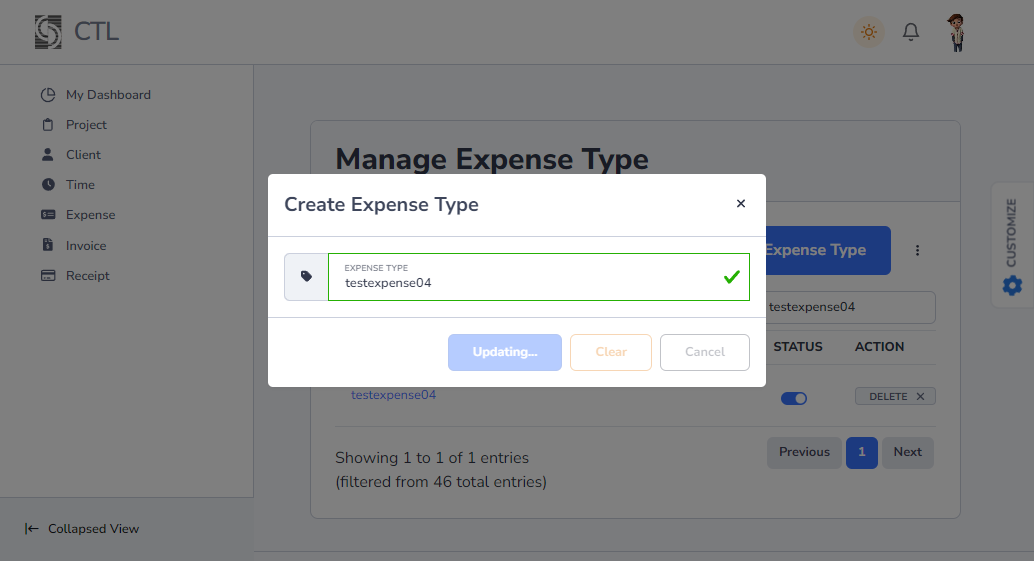 CTL
My Dashboard
Project
Client
Time
Expense
Invoice
Receipt
Collapsed View
Manage Expense Type
Create Expense Type
EXPENSE TYPE
testexpense04
Updating...
Clear
Cancel
Expense Type
testexpense04
STATUS
ACTION
testexpense04
DELETE
Showing 1 to 1 of 1 entries
(filtered from 46 total entries)
Previous
1
Next
CUSTOMIZE